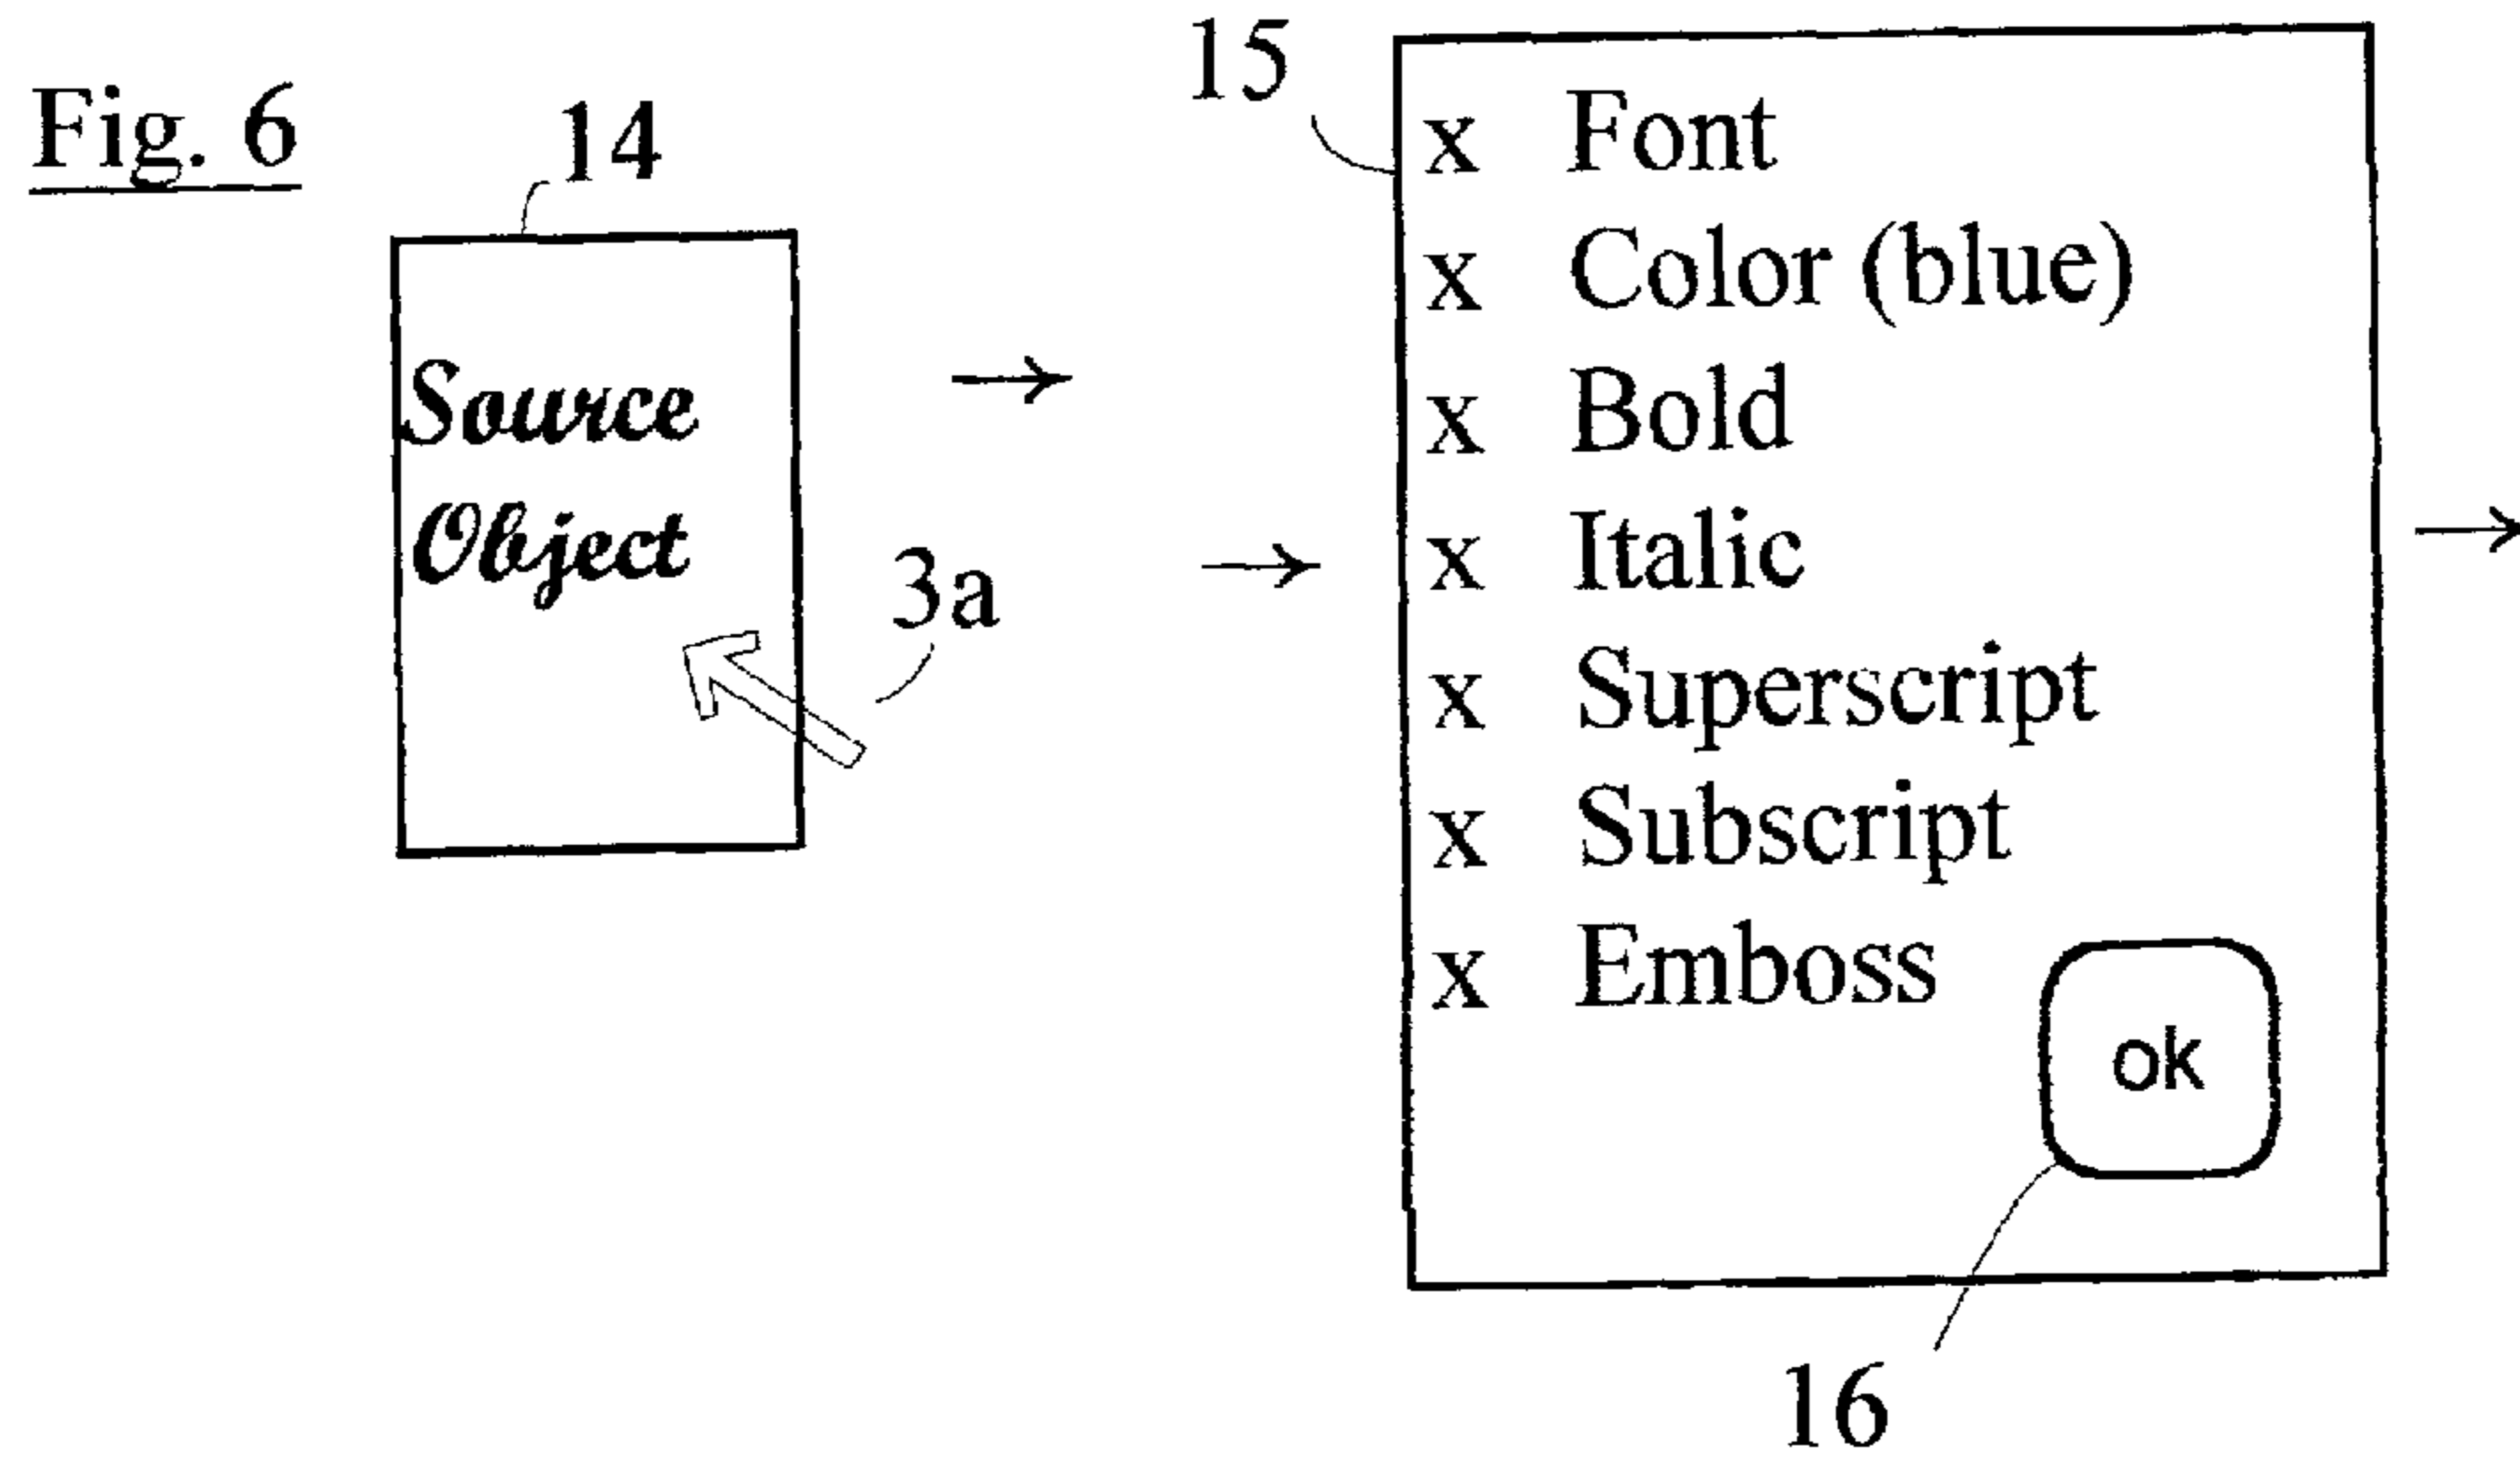 Fig. 6
14
Source
Object
3a
15
x Font
x Color (blue)
x Bold
x Italic
x Superscript
x Subscript
x Emboss
ok
16